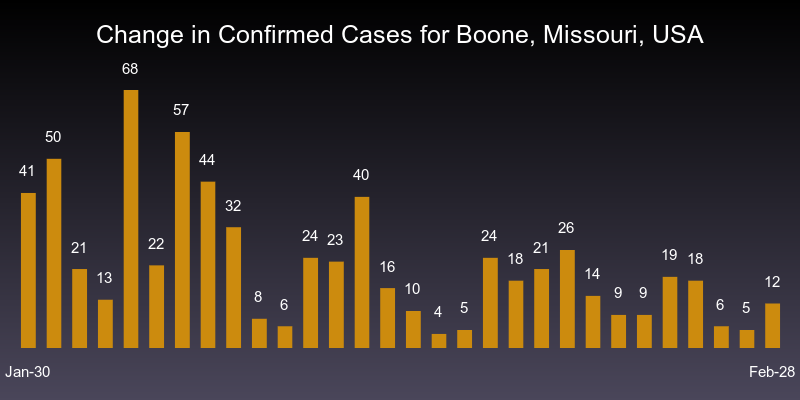 Change in Confirmed Cases for Boone, Missouri, USA
41 50 21 13 68 22 57 44 32 8 6 24 23 40 16 10 4 5 24 18 21 26 14 9 9 19 18 6 5 12
Jan-30 Feb-28